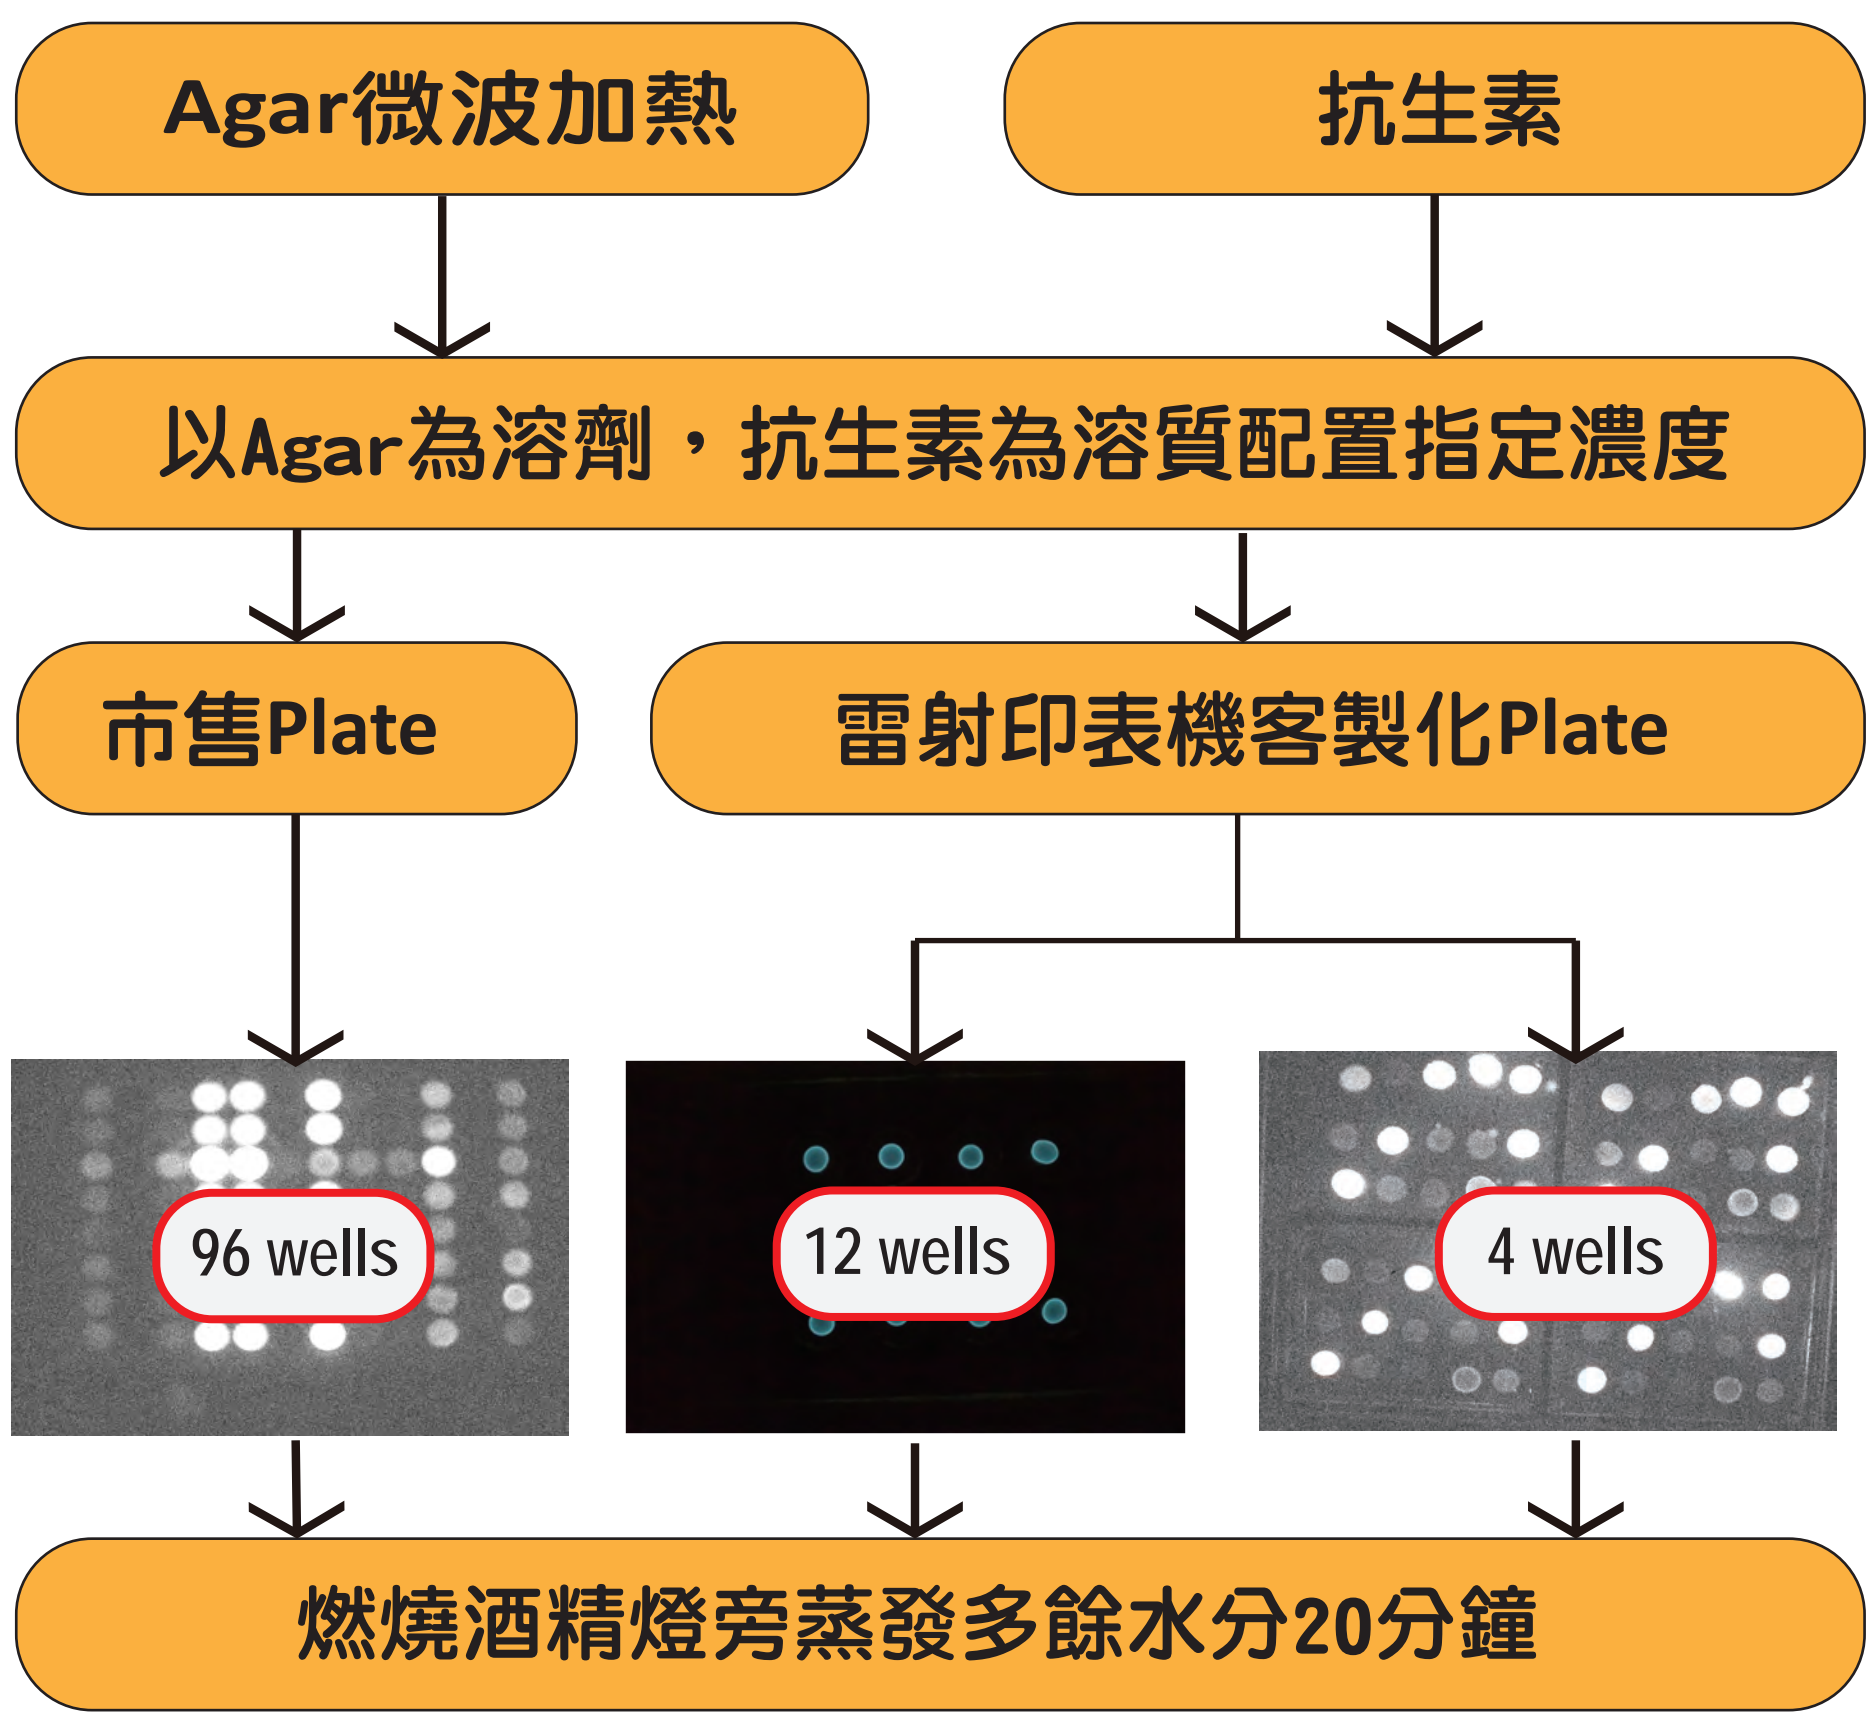 Agar微波加熱
抗生素
以Agar為溶劑，抗生素為溶質配置指定濃度
市售Plate
雷射印表機客製化Plate
96 wells
12 wells
4 wells
燃燒酒精燈旁蒸發多餘水分20分鐘